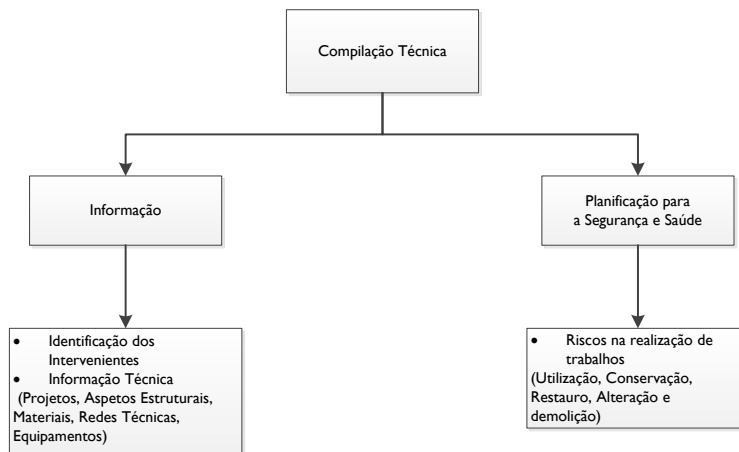 Compilação Técnica
Informação
Planificação para
a Segurança e Saúde
• Identificação dos
Intervenientes
• Informação Técnica
(Projetos, Aspetos Estruturais,
Materiais, Redes Técnicas,
Equipamentos)
• Riscos na realização de
trabalhos
(Utilização, Conservação,
Restauro, Alteração e
demolição)